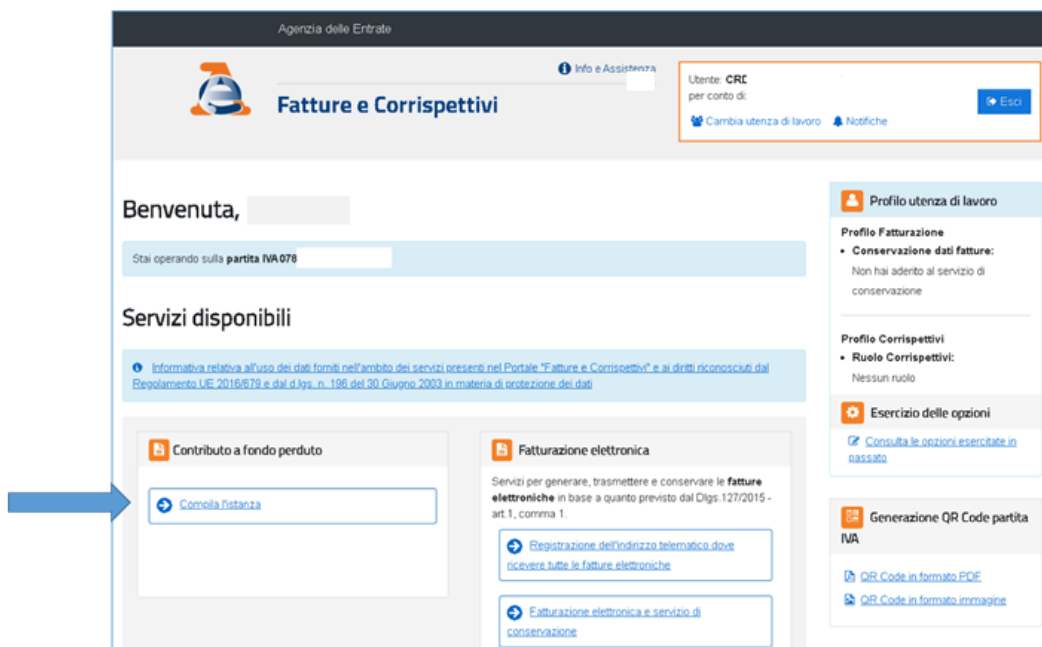 Agenzia delle Entrate
Info e Assistenza
Fatture e Corrispettivi
Utente: CRD
per conto di:
Cambia utenza di lavoro
Notifiche
Esci
Benvenuta,
Stai operando sulla partita IVA 078
Servizi disponibili
Informativa relativa all'uso dei dati forniti nell'ambito dei servizi presenti nel Portale "Fatture e Corrispettivi" e ai diritti riconosciuti dal
Regolamento UE 2016/679 e dal d.lgs. n. 196 del 30 Giugno 2003 in materia di protezione dei dati
Contributo a fondo perduto
Compila l'istanza
Fatturazione elettronica
Servizi per generare, trasmettere e conservare le fatture
elettroniche in base a quanto previsto dal Dlgs.127/2015 -
art.1, comma 1.
Registrazione dell'indirizzo telematico dove
ricevere tutte le fatture elettroniche
Fatturazione elettronica e servizio di
conservazione
Profilo utenza di lavoro
Profilo Fatturazione
Conservazione dati fatture:
Non hai aderito al servizio di
conservazione
Profilo Corrispettivi
Ruolo Corrispettivi:
Nessun ruolo
Esercizio delle opzioni
Consulta le opzioni esercitate in
passato
Generazione QR Code partita
IVA
QR Code in formato PDF
QR Code in formato immagine